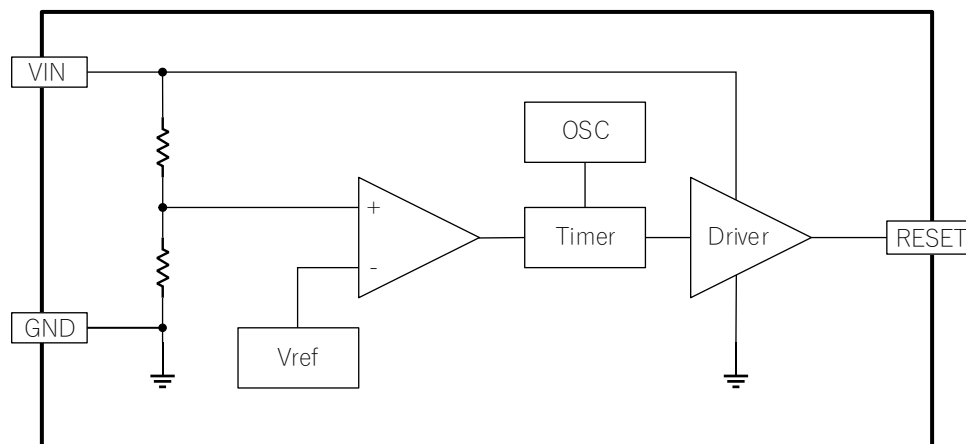 VIN
OSC
+
Timer
Driver
RESET
-
GND
Vref